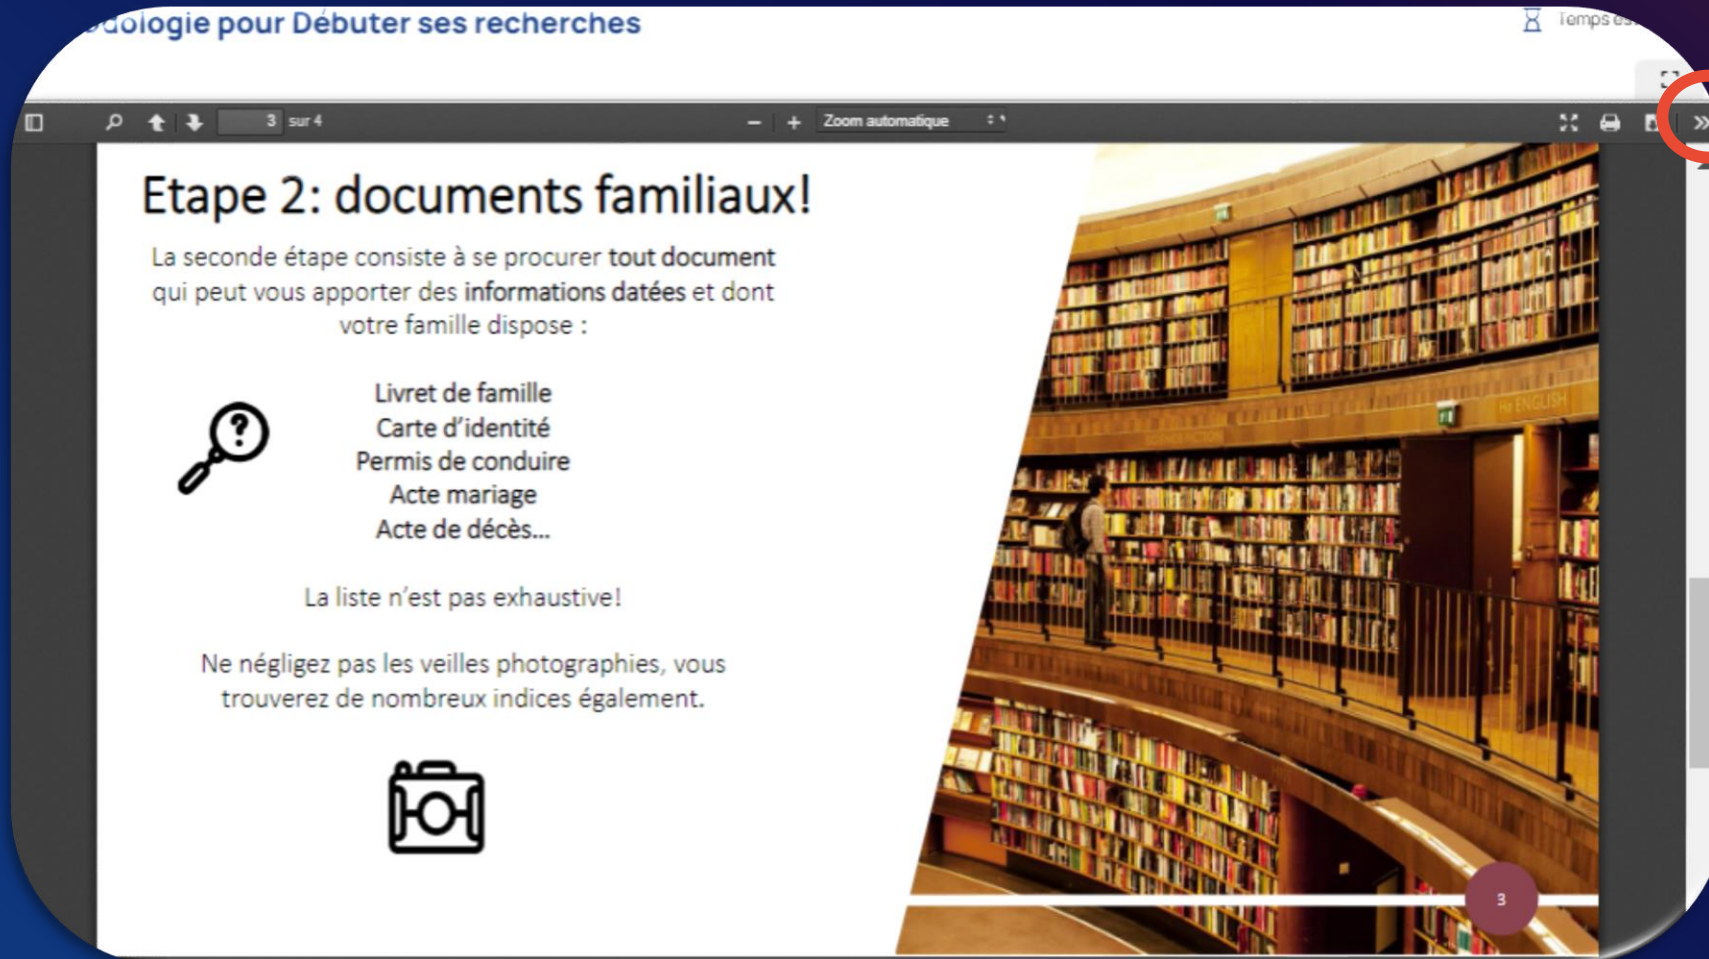 dologie pour Débuter ses recherches
Temps
3 sur 4
Zoom automatique
Etape 2: documents familiaux!
La seconde étape consiste à se procurer tout document
qui peut vous apporter des informations datées et dont
votre famille dispose :
Livret de famille
Carte d'identité
Permis de conduire
Acte mariage
Acte de décès...
La liste n'est pas exhaustive!
Ne négligez pas les veilles photographies, vous
trouverez de nombreux indices également.
He ENGLISH
3